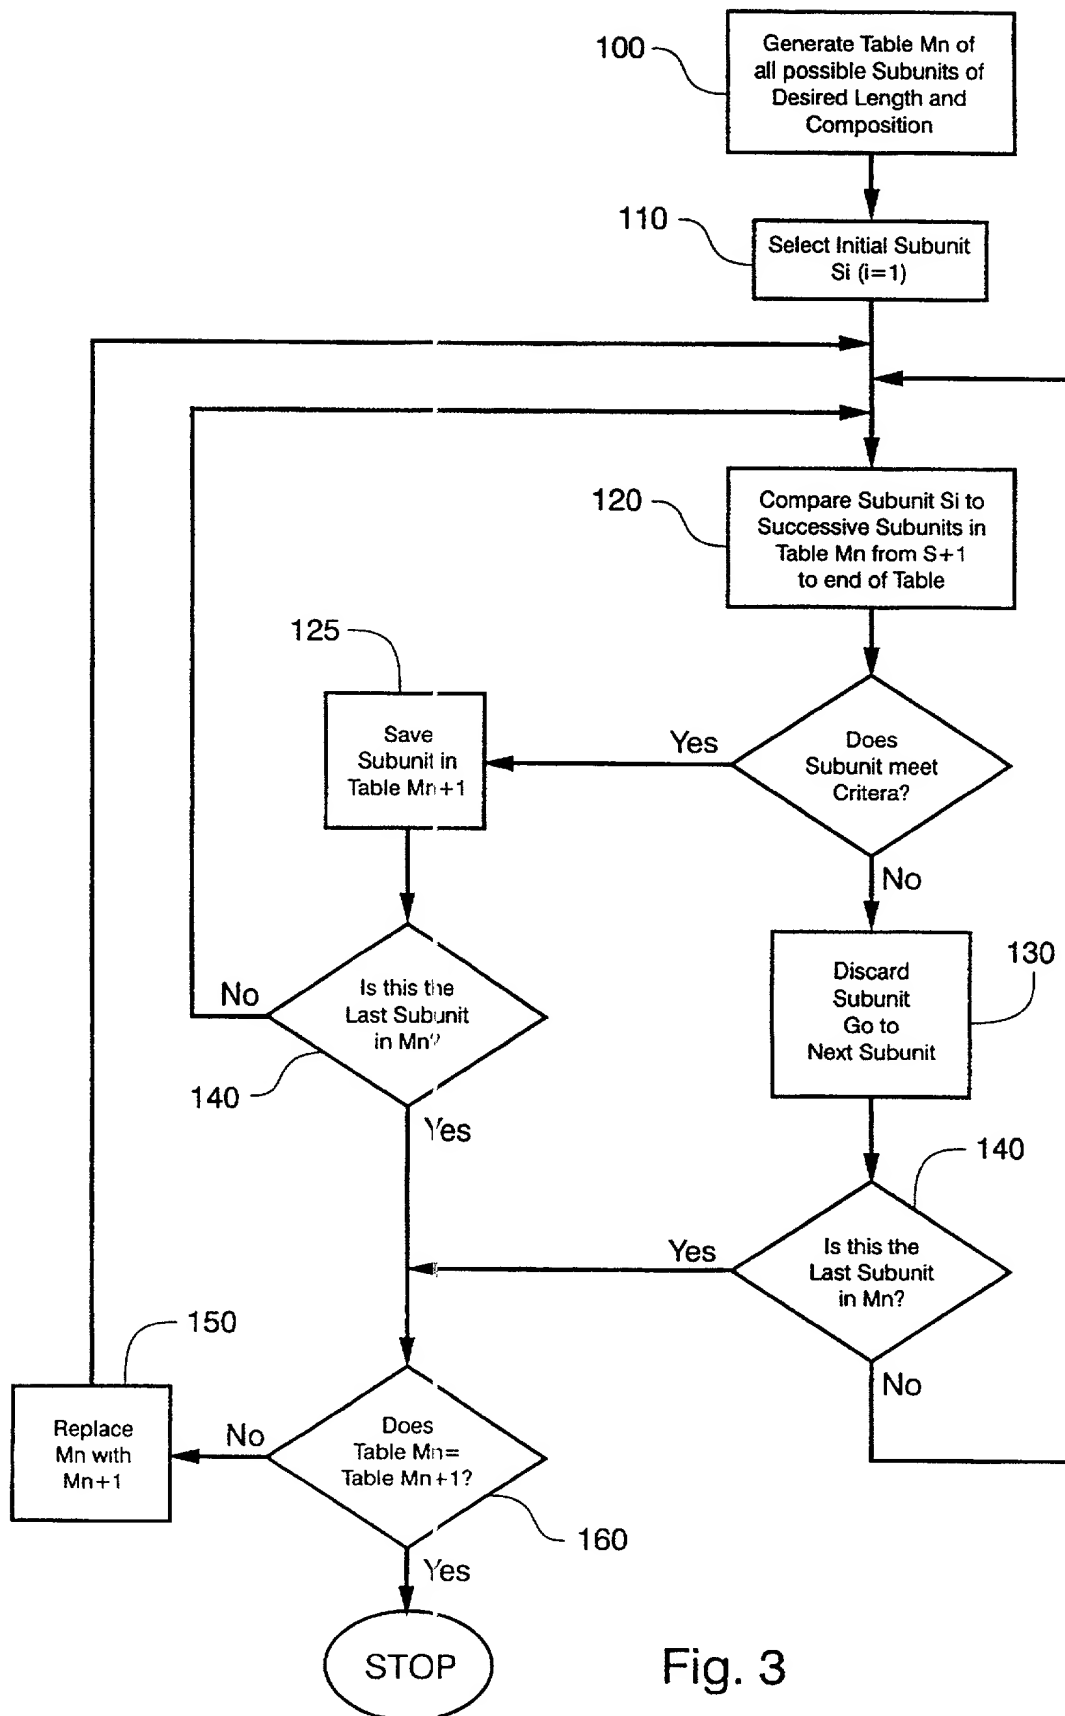 100
Generate Table Mn of
all possible Subunits of
Desired Length and
Composition
110
Select Initial Subunit
Si (i=1)
120
Compare Subunit Si to
Successive Subunits in
Table Mn from S+1
to end of Table
125
Save
Subunit in
Table Mn+1
Yes
Does
Subunit meet
Critera?
No
130
Discard
Subunit
Go to
Next Subunit
No
Is this the
Last Subunit
in Mn?
140
Yes
140
Yes
Is this the
Last Subunit
in Mn?
No
150
Replace
Mn with
Mn+1
No
Does
Table Mn=
Table Mn+1?
160
Yes
STOP
Fig. 3